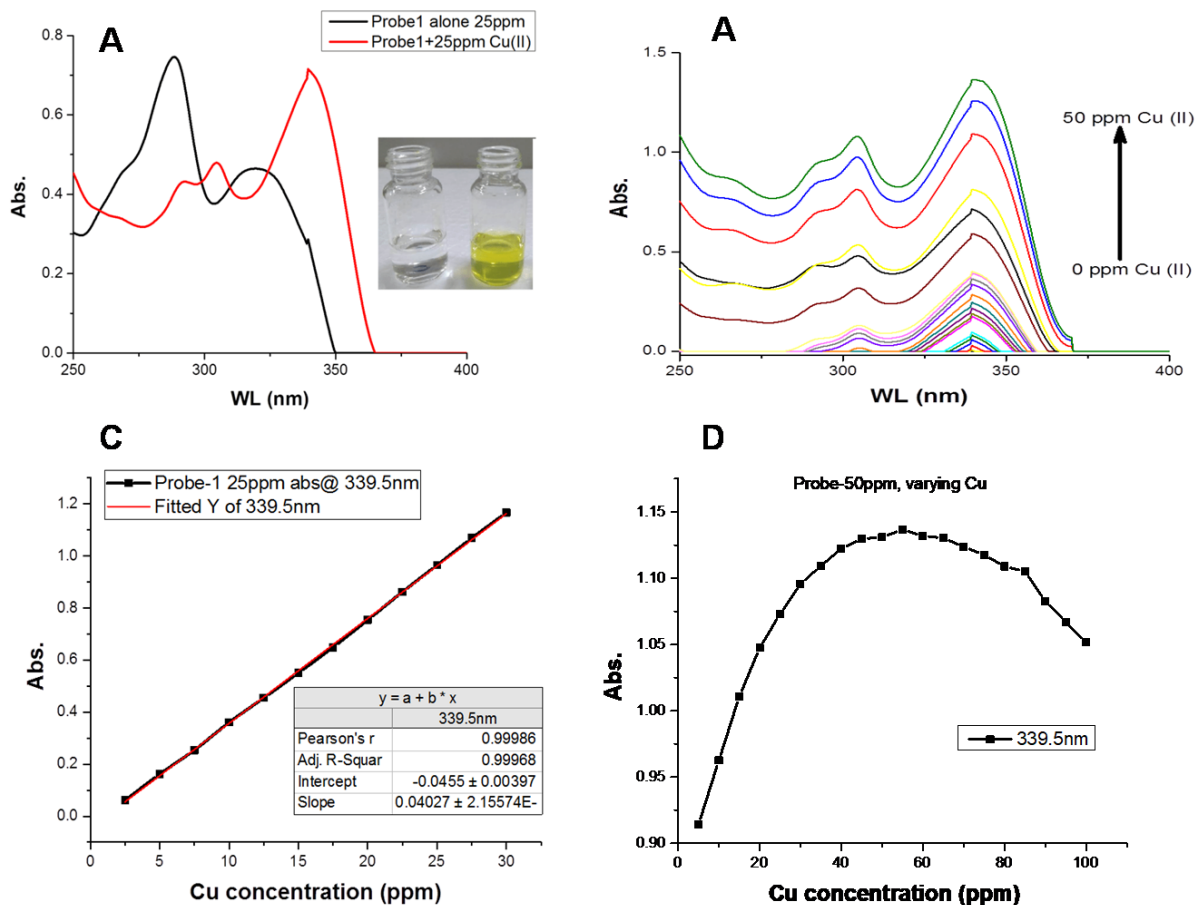 A
Probe1 alone 25ppm
Probe1+25ppm Cu(II)
0.8
0.6
0.4
0.2
0.0
Abs.
250
300
350
400
WL (nm)
A
1.5
1.0
0.5
0.0
Abs.
50 ppm Cu (II)
0 ppm Cu (II)
250
300
350
400
WL (nm)
C
Probe-1 25ppm abs@ 339.5nm
Fitted Y of 339.5nm
1.2
1.0
0.8
0.6
0.4
0.2
0.0
Abs.
y = a + b * x
339.5nm
Pearson's r 0.99986
Adj. R-Squar 0.99968
Intercept -0.0455 ± 0.00397
Slope 0.04027 ± 2.15574E-
0 5 10 15 20 25 30
Cu concentration (ppm)
D
Probe-50ppm, varying Cu
1.15
1.10
1.05
1.00
0.95
0.90
Abs.
339.5nm
0 20 40 60 80 100
Cu concentration (ppm)